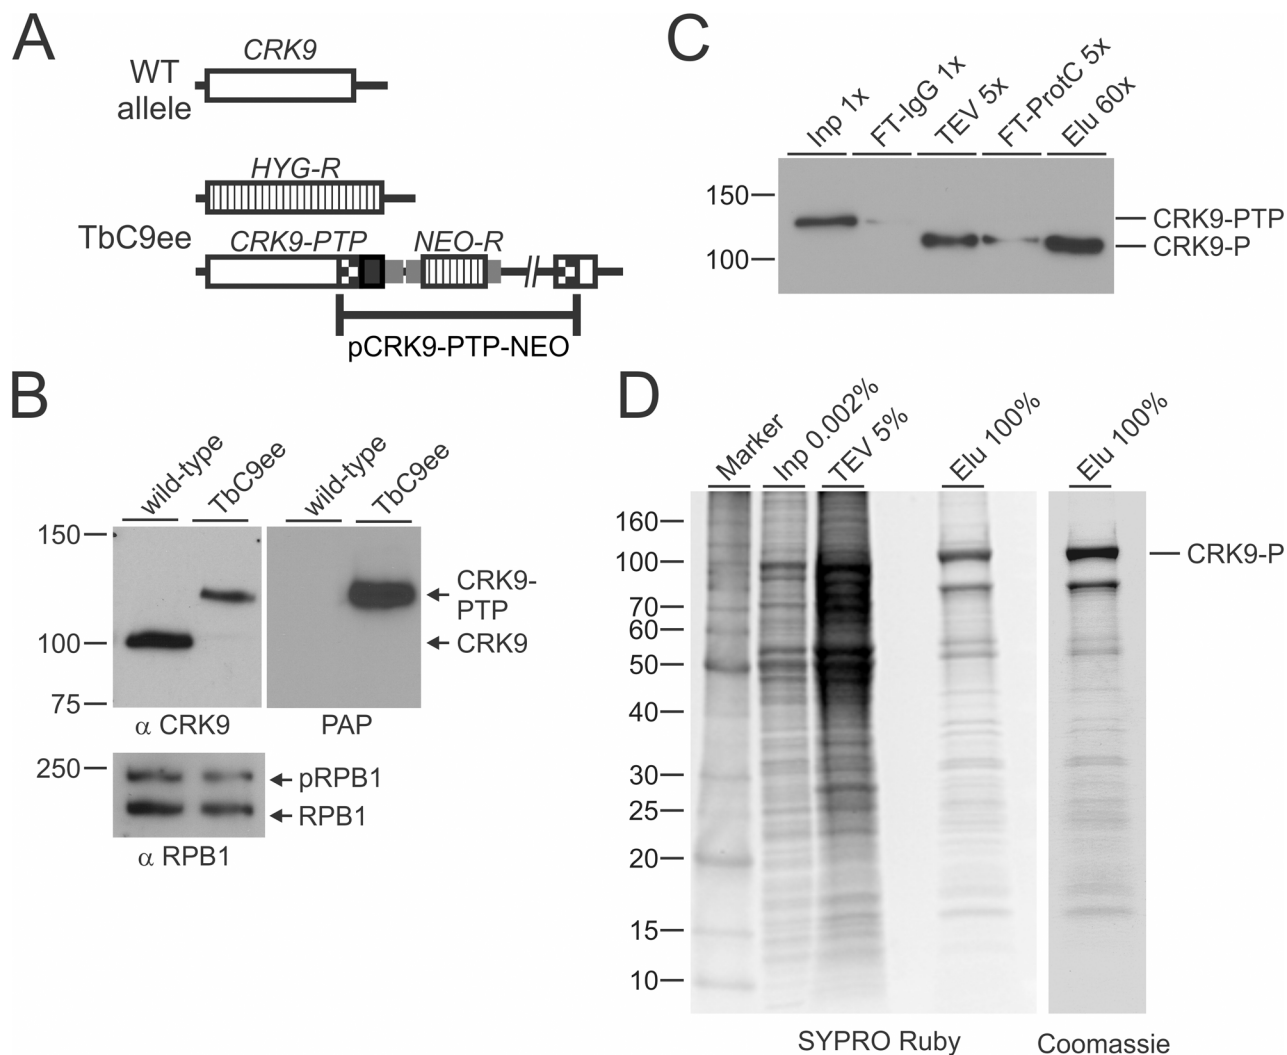 A
CRK9
WT
allele
HYG-R
TbC9ee
CRK9-PTP
NEO-R
pCRK9-PTP-NEO
B
wild-type
TbC9ee
wild-type
TbC9ee
150
100
75
CRK9-
PTP
CRK9
α CRK9
PAP
250
pRPB1
RPB1
α RPB1
C
Inp 1x
FT-IgG 1x
TEV 5x
FT-ProtC 5x
Elu 60x
150
100
CRK9-PTP
CRK9-P
D
Marker
Inp 0.002%
TEV 5%
Elu 100%
Elu 100%
160
100
70
60
50
40
30
25
20
15
10
CRK9-P
SYPRO Ruby
Coomassie